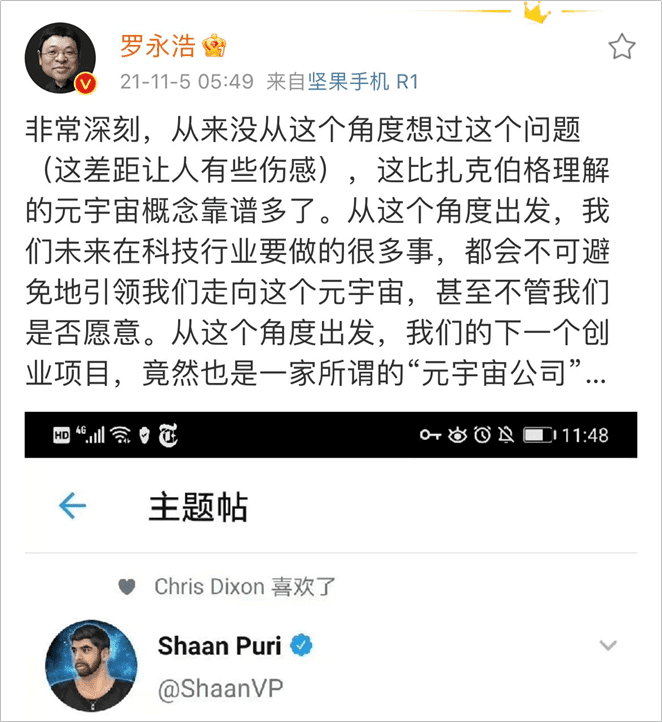 罗永浩
21-11-5 05:49 来自坚果手机 R1
非常深刻，从来没从这个角度想过这个问题
（这差距让人有些伤感），这比扎克伯格理解
的元宇宙概念靠谱多了。从这个角度出发，我
们未来在科技行业要做的很多事，都会不可避
免地引领我们走向这个元宇宙，甚至不管我们
是否愿意。从这个角度出发，我们的下一个创
业项目，竟然也是一家所谓的“元宇宙公司”...
HD 4G 11:48
主题帖
Chris Dixon 喜欢了
Shaan Puri
@ShaanVP